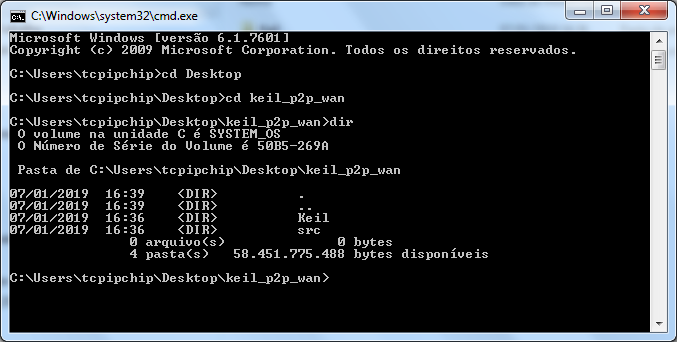 C:\Windows\system32\cmd.exe
Microsoft Windows [versão 6.1.7601]
Copyright (c) 2009 Microsoft Corporation. Todos os direitos reservados.
C:\Users\tcpipchip>cd Desktop
C:\Users\tcpipchip\Desktop>cd keil_p2p_wan
C:\Users\tcpipchip\Desktop\keil_p2p_wan>dir
O volume na unidade C é SYSTEM_OS
O Número de Série do Volume é 50B5-269A
Pasta de C:\Users\tcpipchip\Desktop\keil_p2p_wan
07/01/2019  16:39    <DIR>          .
07/01/2019  16:39    <DIR>          ..
07/01/2019  16:36    <DIR>          Keil
07/01/2019  16:36    <DIR>          src
0 arquivo(s)              0 bytes
4 pasta(s)   58.451.775.488 bytes disponíveis
C:\Users\tcpipchip\Desktop\keil_p2p_wan>